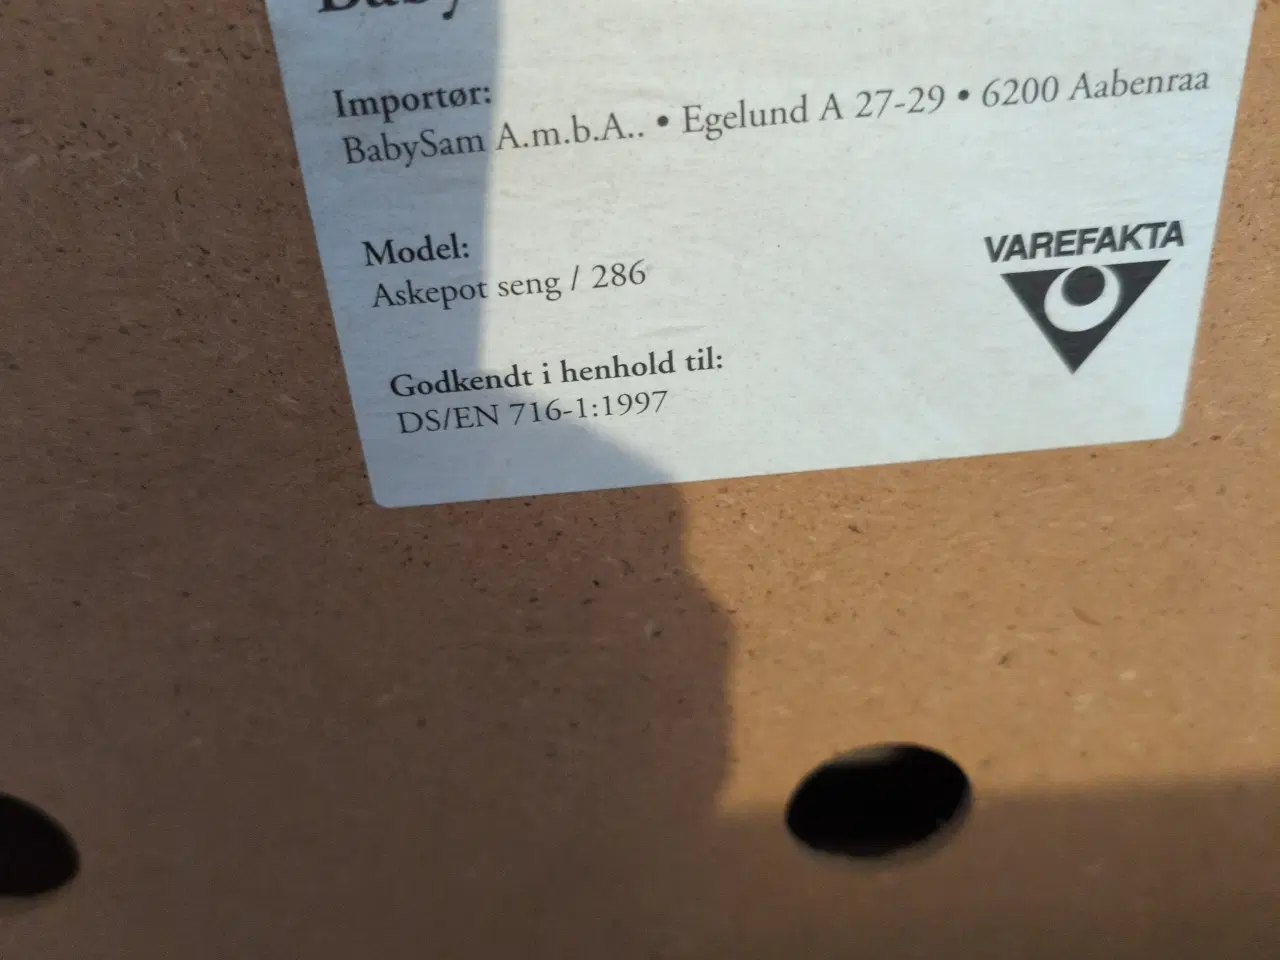 Baby
Importør:
BabySam A.m.b.A.. • Egelund A 27-29 • 6200 Aabenraa
Model:
Askepot seng / 286
VAREFAKTA
Godkendt i henhold til:
DS/EN 716-1:1997